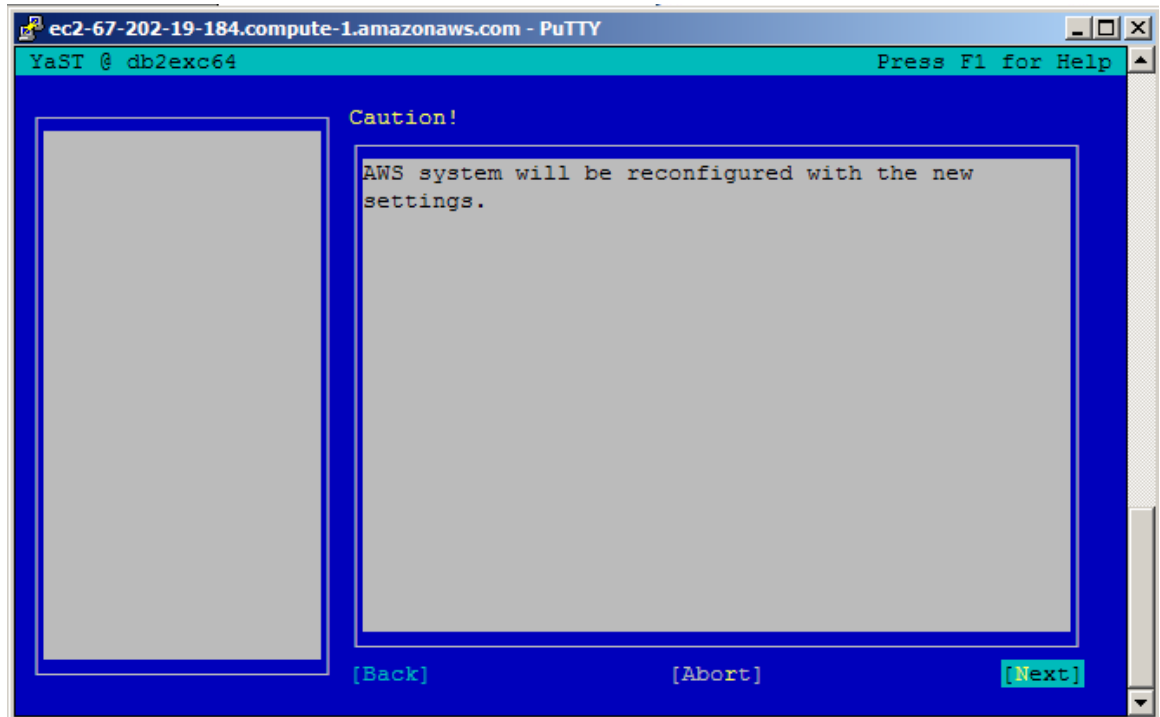 ec2-67-202-19-184.compute-1.amazonaws.com - PuTTY
YaST @ db2exc64 Press F1 for Help
Caution!
AWS system will be reconfigured with the new
settings.
[Back] [Abort] [Next]